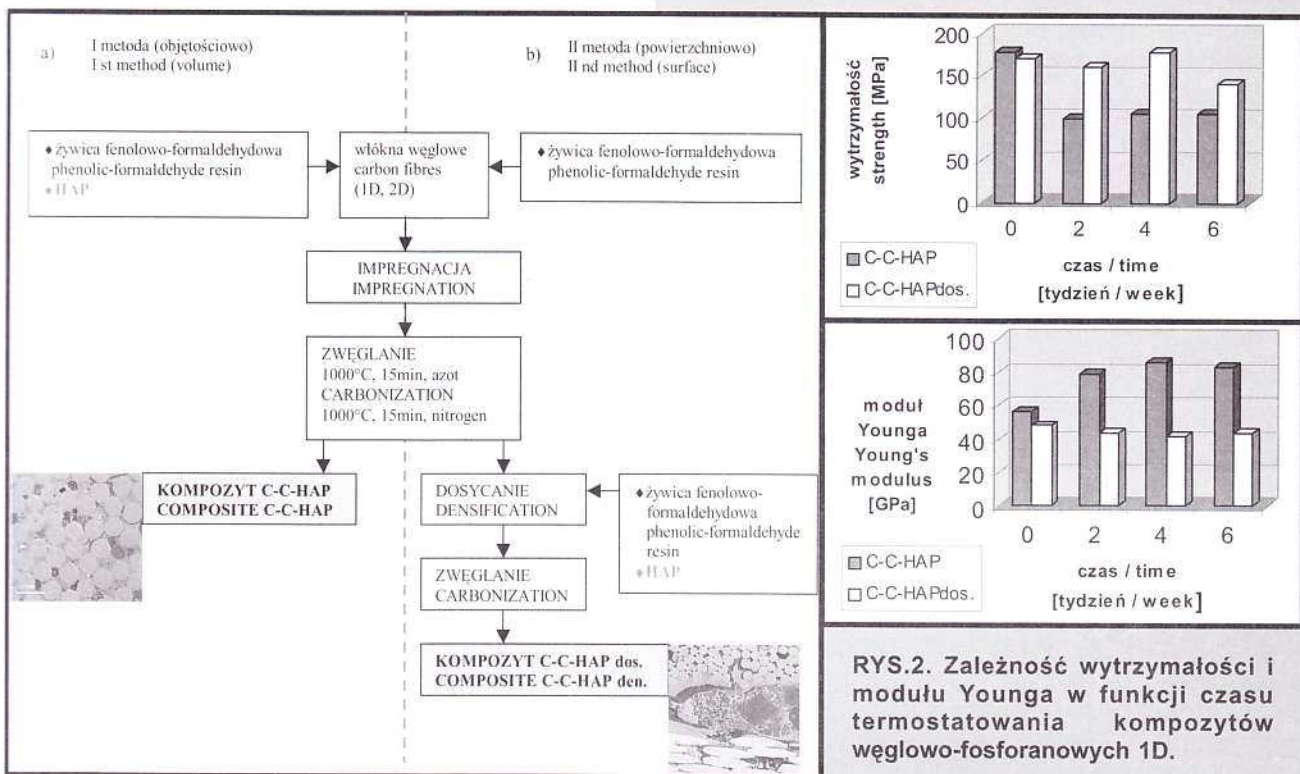 a)
I metoda (objętościowo)
I st method (volume)
b)
II metoda (powierzchniowo)
II nd method (surface)
♦żywica fenolowo-formaldehydowa
phenolic-formaldehyde resin
♦HAP
włókna węglowe
carbon fibres
(1D, 2D)
♦żywica fenolowo-formaldehydowa
phenolic-formaldehyde resin
IMPREGNACJA
IMPREGNATION
ZWĘGLANIE
1000°C, 15min, azot
CARBONIZATION
1000°C, 15min, nitrogen
KOMPOZYT C-C-HAP
COMPOSITE C-C-HAP
DOSYCANIE
DENSIFICATION
♦żywica fenolowo-
formaldehydowa
phenolic-formaldehyde
resin
♦HAP
ZWĘGLANIE
CARBONIZATION
KOMPOZYT C-C-HAP dos.
COMPOSITE C-C-HAP den.
wytrzymałość
strength [MPa]
200
150
100
50
0
0 2 4 6
C-C-HAP
C-C-HAPdos.
czas / time
[tydzień / week]
moduł
Younga
Young's
modulus
[GPa]
100
80
60
40
20
0
0 2 4 6
C-C-HAP
C-C-HAPdos.
czas / time
[tydzień / week]
RYS.2. Zależność wytrzymałości i
modułu Younga w funkcji czasu
termostatowania kompozytów
węglowo-fosforanowych 1D.